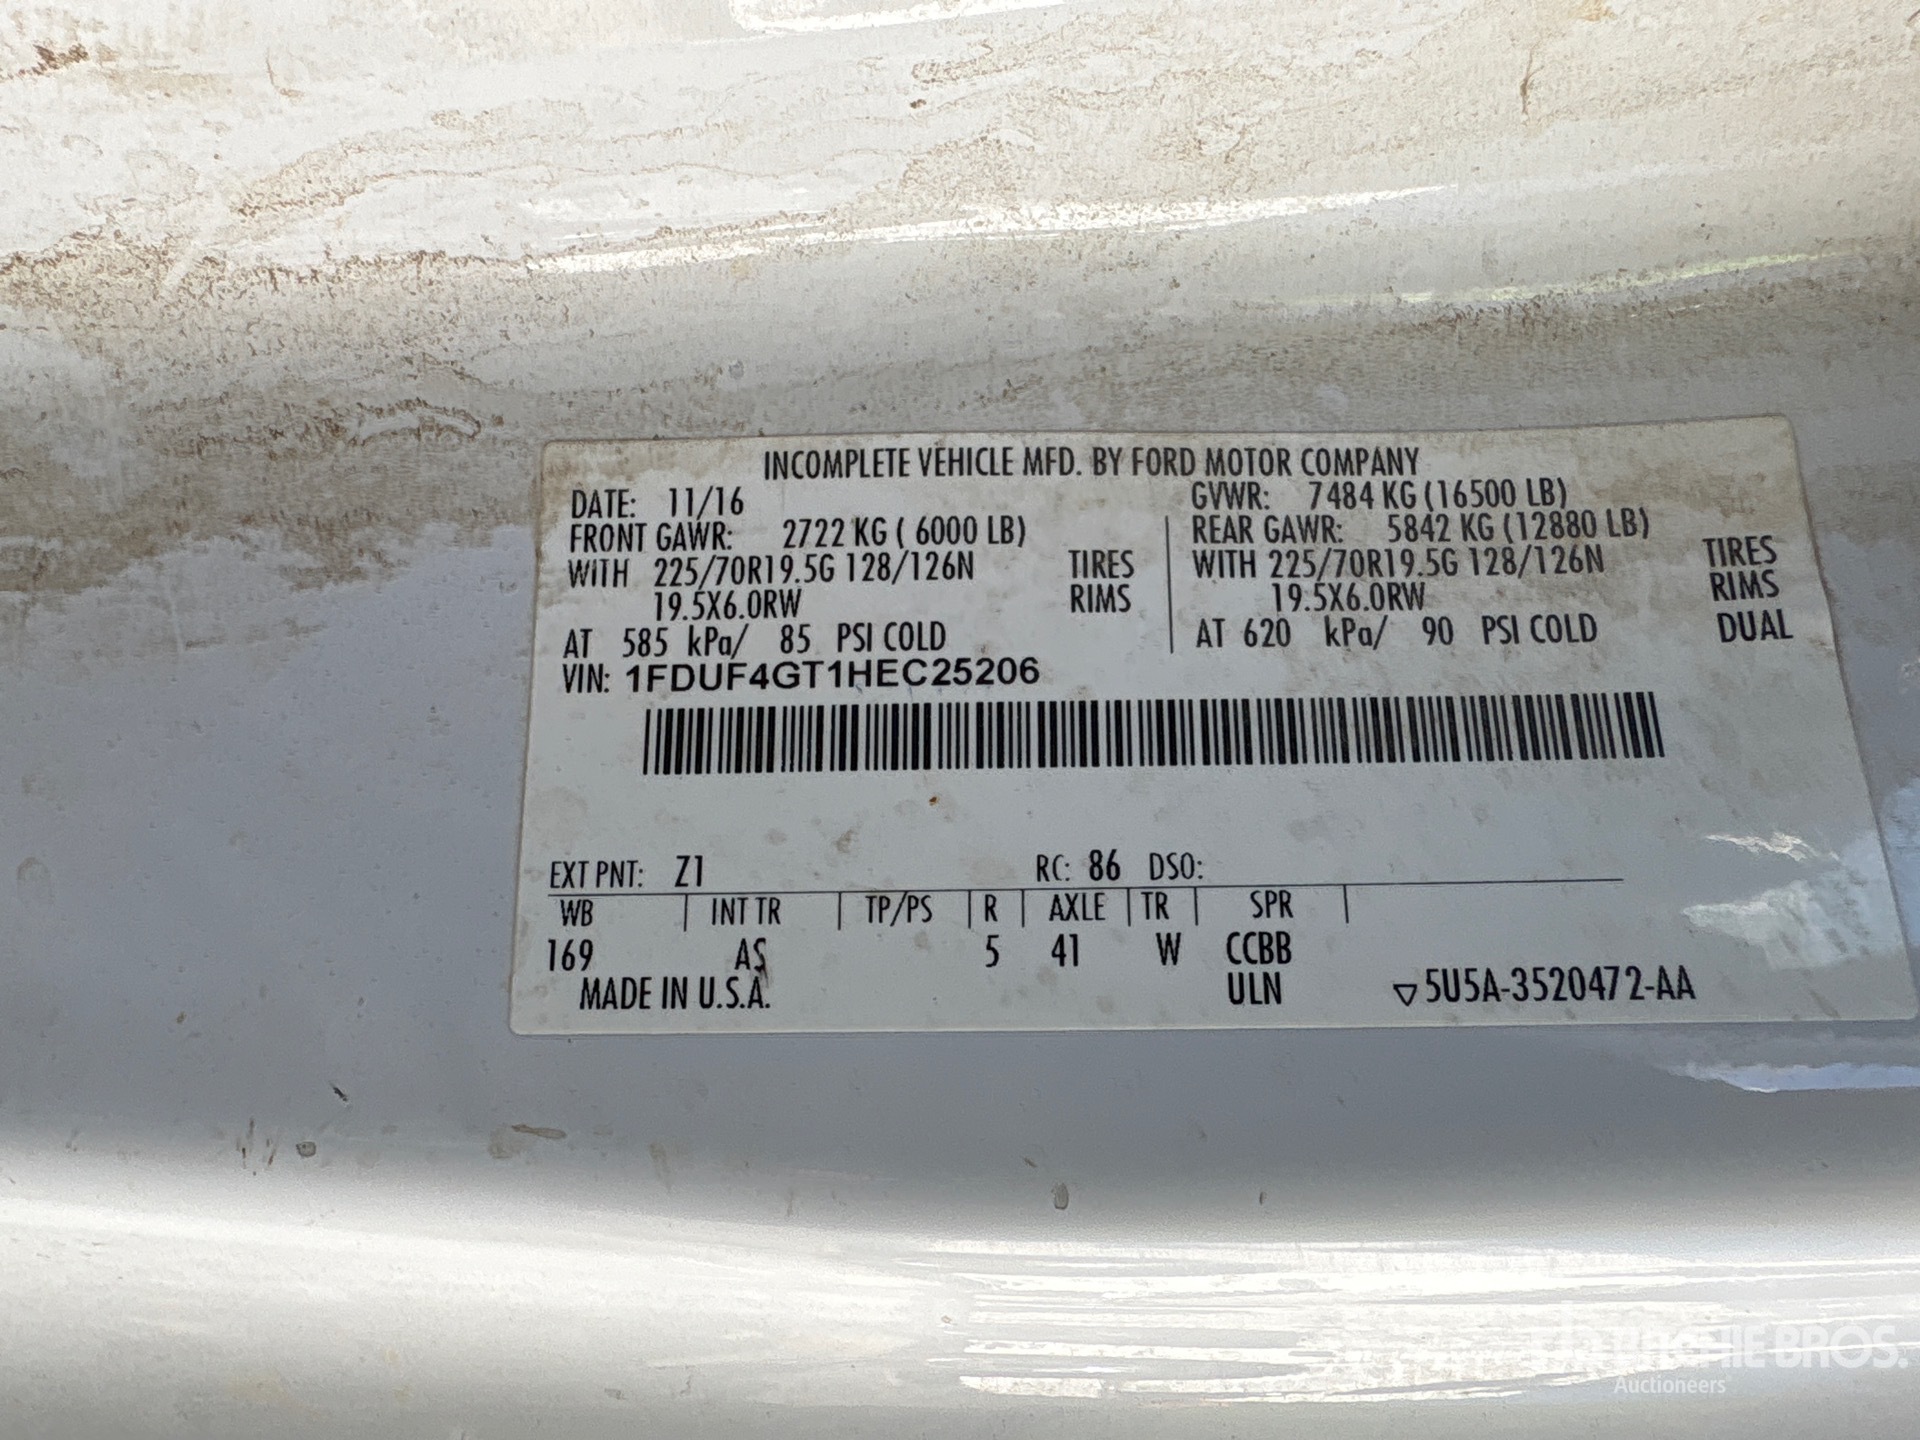 INCOMPLETE VEHICLE MFD. BY FORD MOTOR COMPANY
DATE: 11/16 GVWR: 7484 KG (16500 LB)
FRONT GAWR: 2722 KG ( 6000 LB) REAR GAWR: 5842 KG (12880 LB)
WITH 225/70R19.5G 128/126N TIRES WITH 225/70R19.5G 128/126N TIRES
19.5X6.0RW RIMS 19.5X6.0RW RIMS
AT 585 kPa/ 85 PSI COLD AT 620 kPa/ 90 PSI COLD DUAL
VIN: 1FDUF4GT1HEC25206
EXT PNT: Z1 RC: 86 DSO:
WB INT TR TP/PS R AXLE TR SPR
169 AS 5 41 W CCBB
MADE IN U.S.A. ULN ▽5U5A-3520472-AA
RITCHIE BROS.
Auctioneers